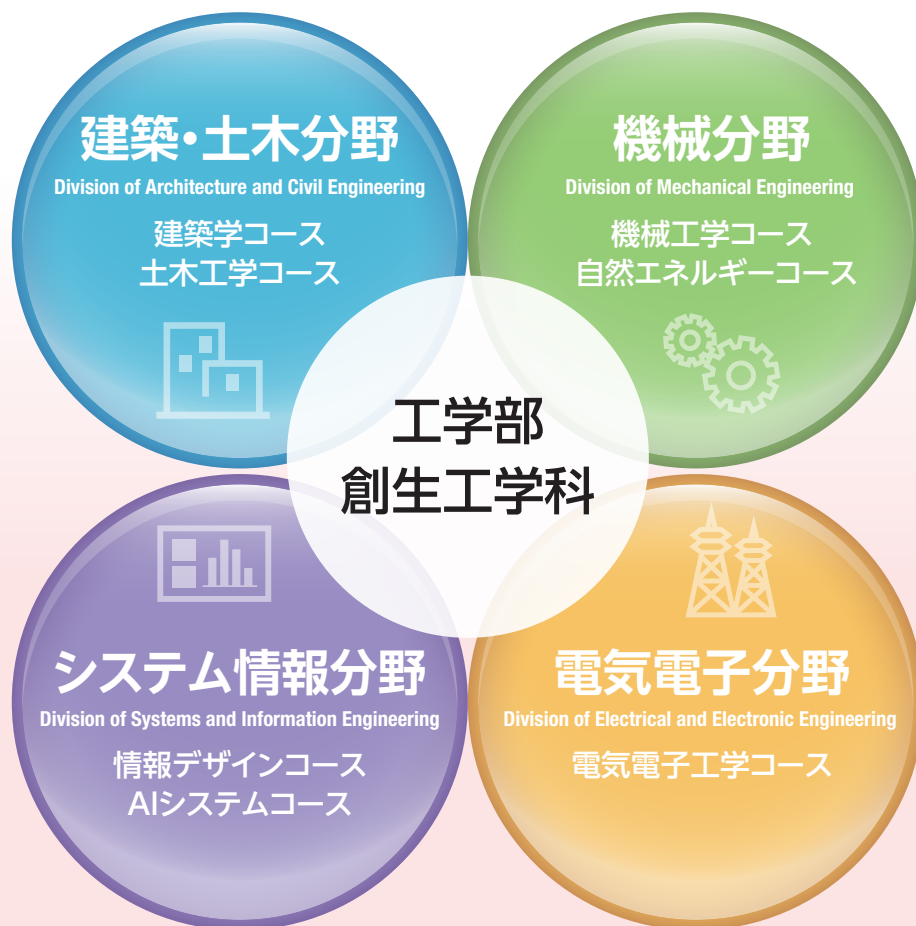 建築・土木分野
Division of Architecture and Civil Engineering
建築学コース
土木工学コース
機械分野
Division of Mechanical Engineering
機械工学コース
自然エネルギーコース
工学部
創生工学科
システム情報分野
Division of Systems and Information Engineering
情報デザインコース
AIシステムコース
電気電子分野
Division of Electrical and Electronic Engineering
電気電子工学コース